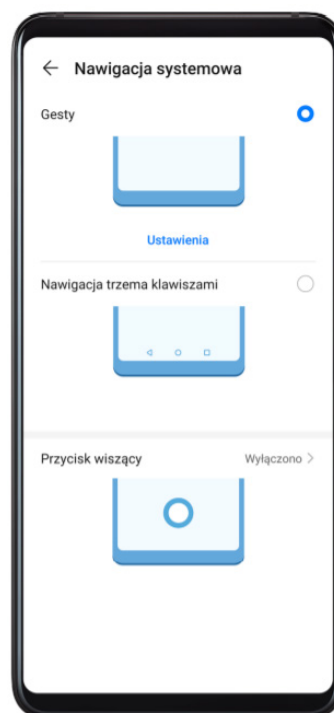 Nawigacja systemowa
Gesty
Ustawienia
Nawigacja trzema klawiszami
Przycisk wiszący
Wyłączono